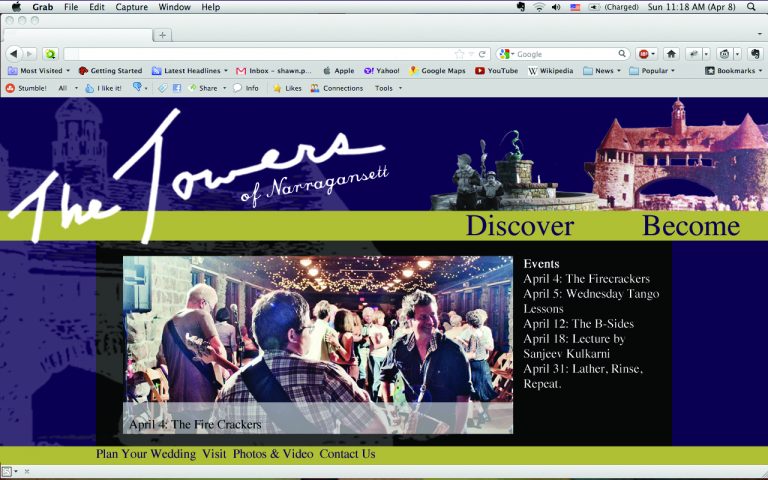 Grab File Edit Capture Window Help (Charged) Sun 11:18 AM (Apr 8)
Google
Most Visited Getting Started Latest Headlines Inbox - shawn.p... Apple Yahoo! Google Maps YouTube Wikipedia News Popular Bookmarks
Stumble! All I like it! Share Info Likes Connections Tools
The Towers
of Narragansett
Discover Become
Events
April 4: The Firecrackers
April 5: Wednesday Tango
Lessons
April 12: The B-Sides
April 18: Lecture by
Sanjeev Kulkarni
April 31: Lather, Rinse,
Repeat.
April 4: The Fire Crackers
Plan Your Wedding Visit Photos & Video Contact Us